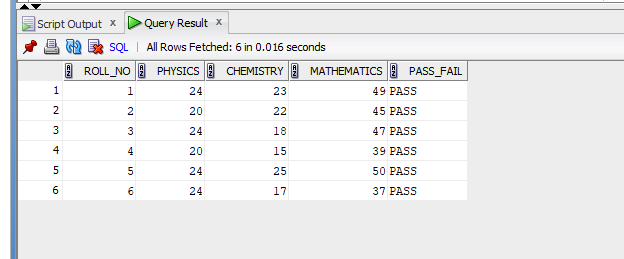 Script Output x Query Result x
SQL | All Rows Fetched: 6 in 0.016 seconds
ROLL_NO PHYSICS CHEMISTRY MATHEMATICS PASS_FAIL
1 1 24 23 49 PASS
2 2 20 22 45 PASS
3 3 24 18 47 PASS
4 4 20 15 39 PASS
5 5 24 25 50 PASS
6 6 24 17 37 PASS